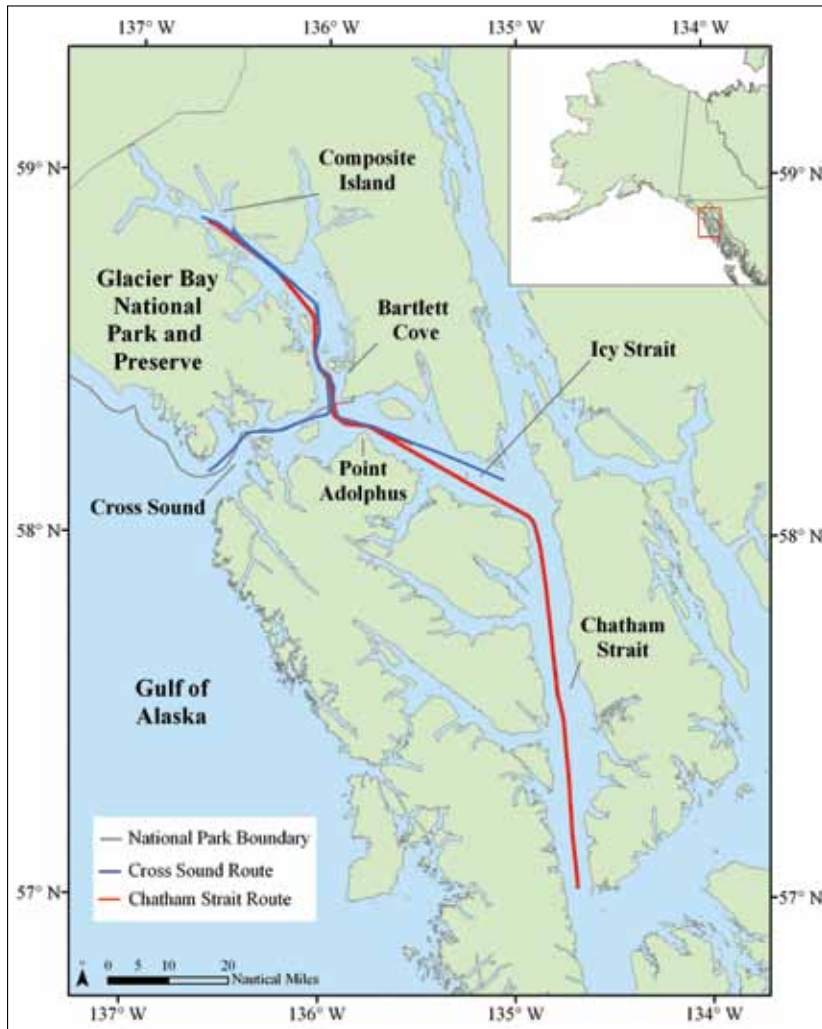 137° W
136° W
135° W
134° W
59° N
59° N
Composite
Island
Glacier Bay
National
Park and
Preserve
Bartlett
Cove
Icy Strait
Cross Sound
Point
Adolphus
58° N
58° N
Chatham
Strait
Gulf of
Alaska
National Park Boundary
Cross Sound Route
Chatham Strait Route
57° N
57° N
0 5 10 20
Nautical Miles
137° W
136° W
135° W
134° W